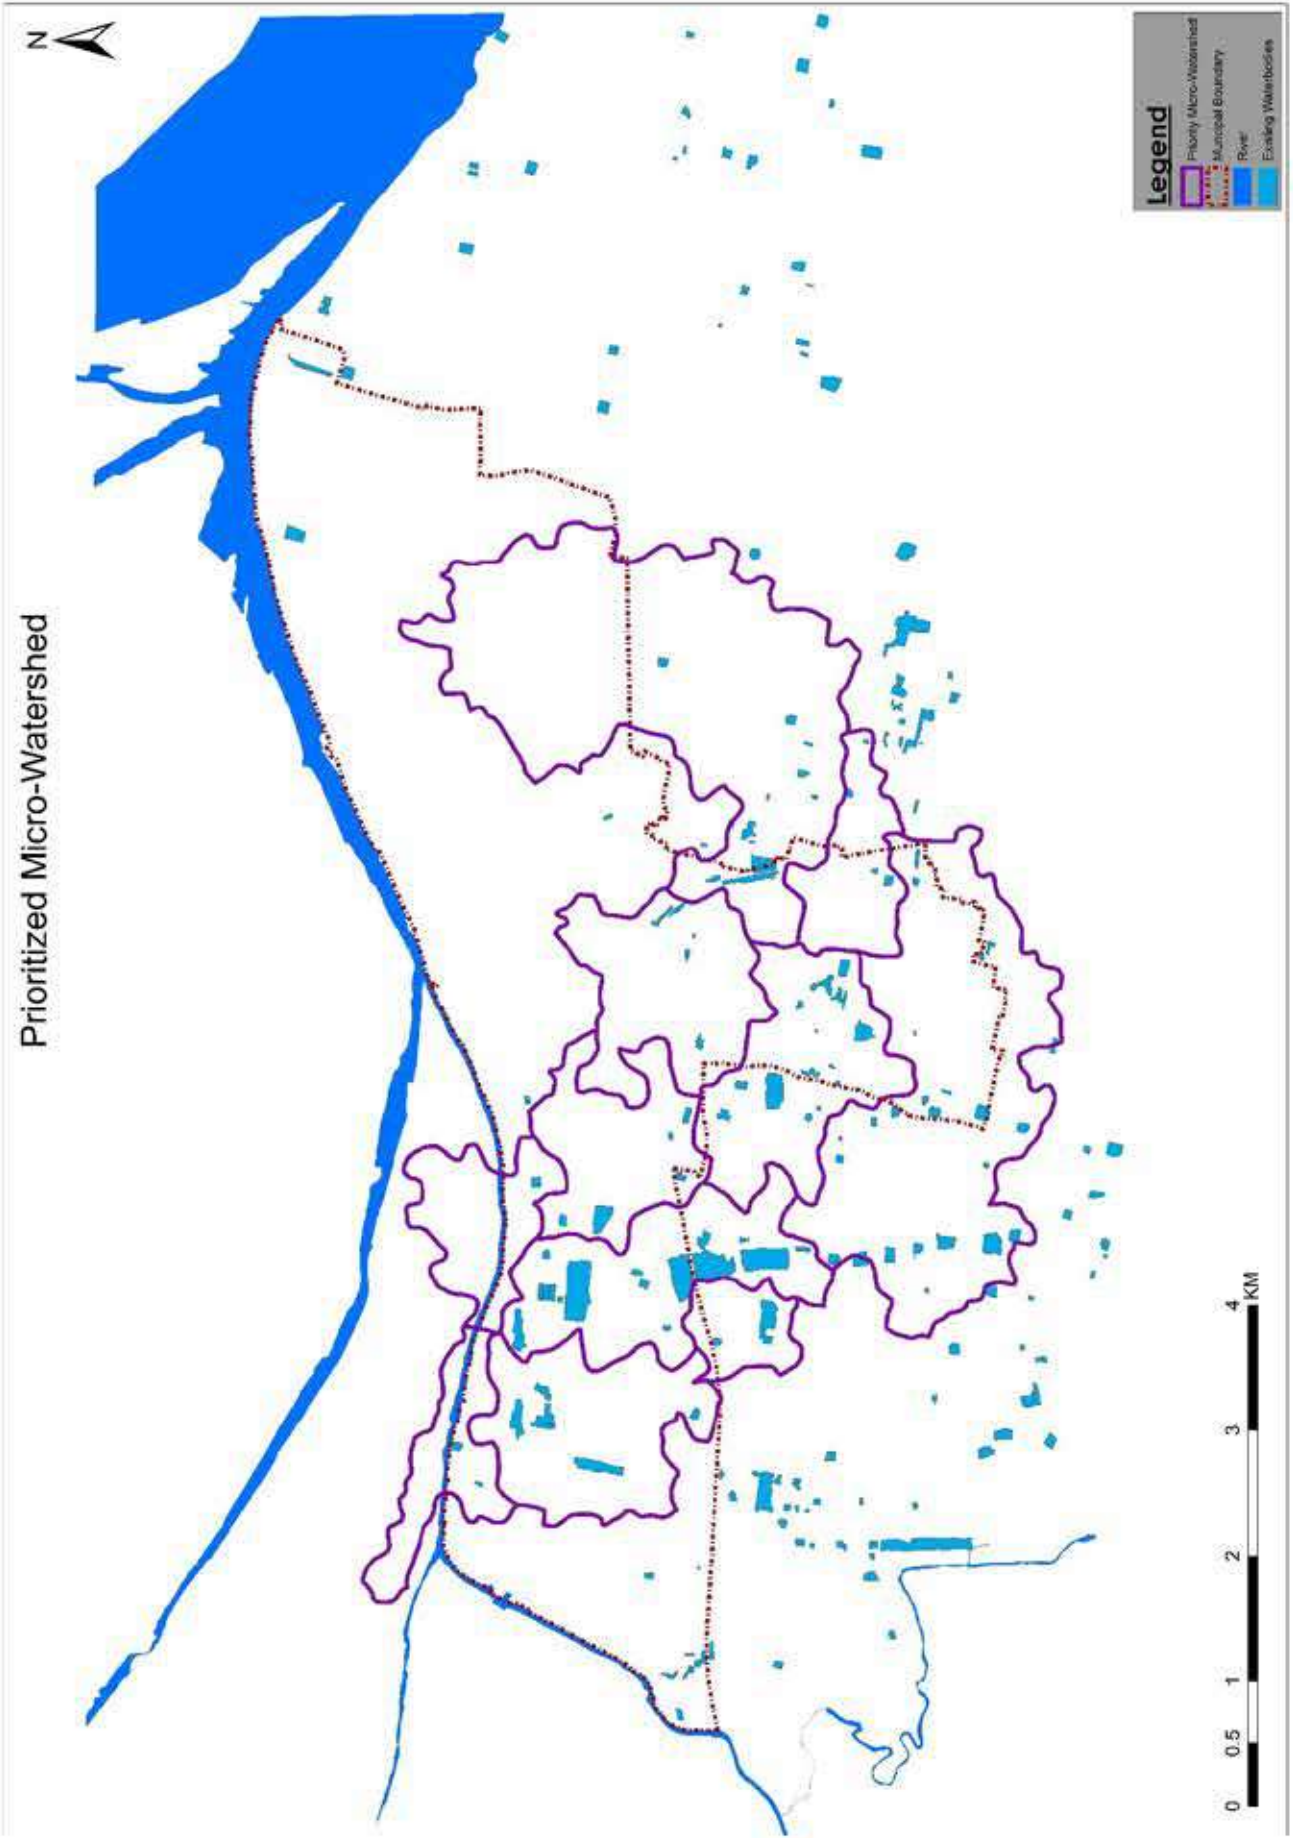 Prioritized Micro-Watershed
N
Legend
Priority Micro-Watershed
Municipal Boundary
River
Existing Waterbodies
0 0.5 1 2 3 4
KM